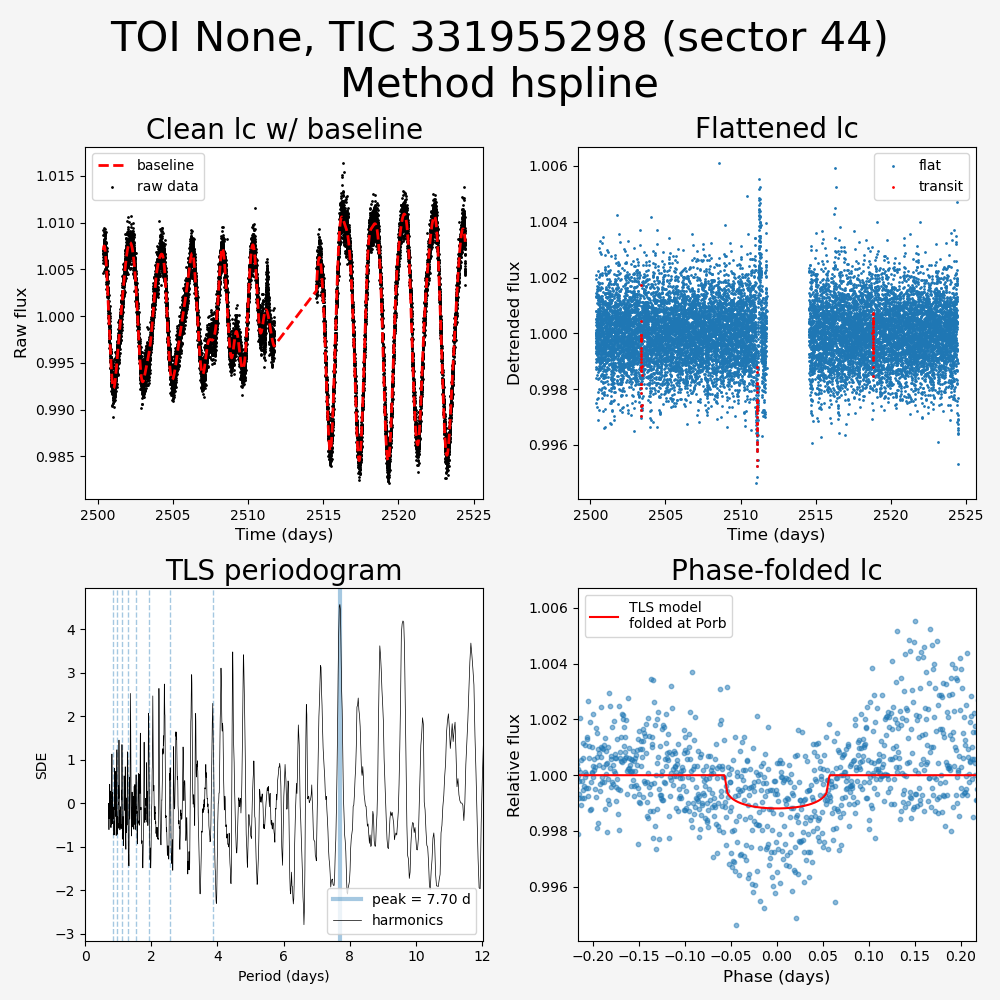 TOI None, TIC 331955298 (sector 44)
Method hspline
Clean lc w/ baseline
baseline
raw data
1.015
1.010
1.005
1.000
0.995
0.990
0.985
Raw flux
2500
2505
2510
2515
2520
2525
Time (days)
Flattened lc
flat
transit
1.006
1.004
1.002
1.000
0.998
0.996
Detrended flux
2500
2505
2510
2515
2520
2525
Time (days)
TLS periodogram
4
3
2
1
0
−1
−2
−3
SDE
peak = 7.70 d
harmonics
0
2
4
6
8
10
12
Period (days)
Phase-folded lc
TLS model
folded at Porb
1.006
1.004
1.002
1.000
0.998
0.996
Relative flux
−0.20
−0.15
−0.10
−0.05
0.00
0.05
0.10
0.15
0.20
Phase (days)